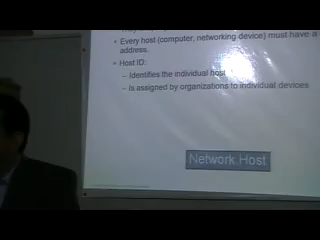 • Every host (computer, networking device) must have a
address.
• Host ID:
– Identifies the individual host
– Is assigned by organizations to individual devices
Network Host